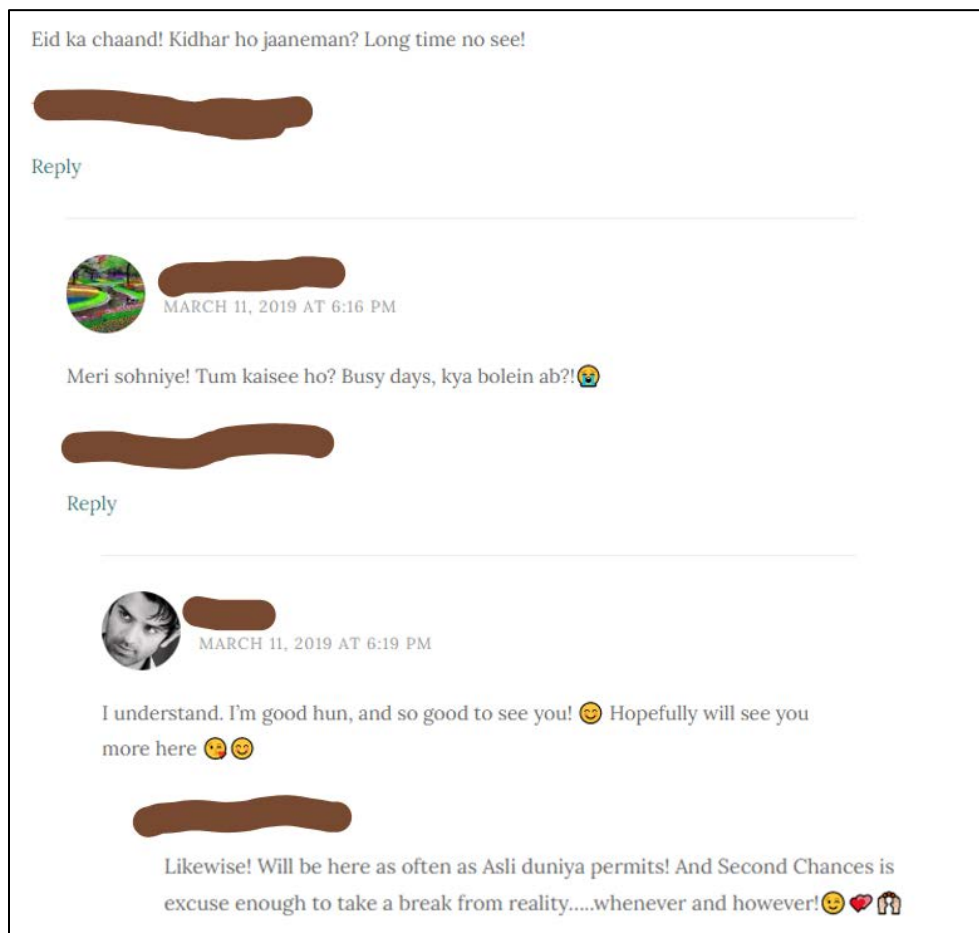 Eid ka chaand! Kidhar ho jaaneman? Long time no see!
Reply
MARCH 11, 2019 AT 6:16 PM
Meri sohniye! Tum kaisee ho? Busy days, kya bolein ab?!😭
Reply
MARCH 11, 2019 AT 6:19 PM
I understand. I'm good hun, and so good to see you! 😊 Hopefully will see you
more here 😘😊
Likewise! Will be here as often as Asli duniya permits! And Second Chances is
excuse enough to take a break from reality.....whenever and however!😉💕🙌